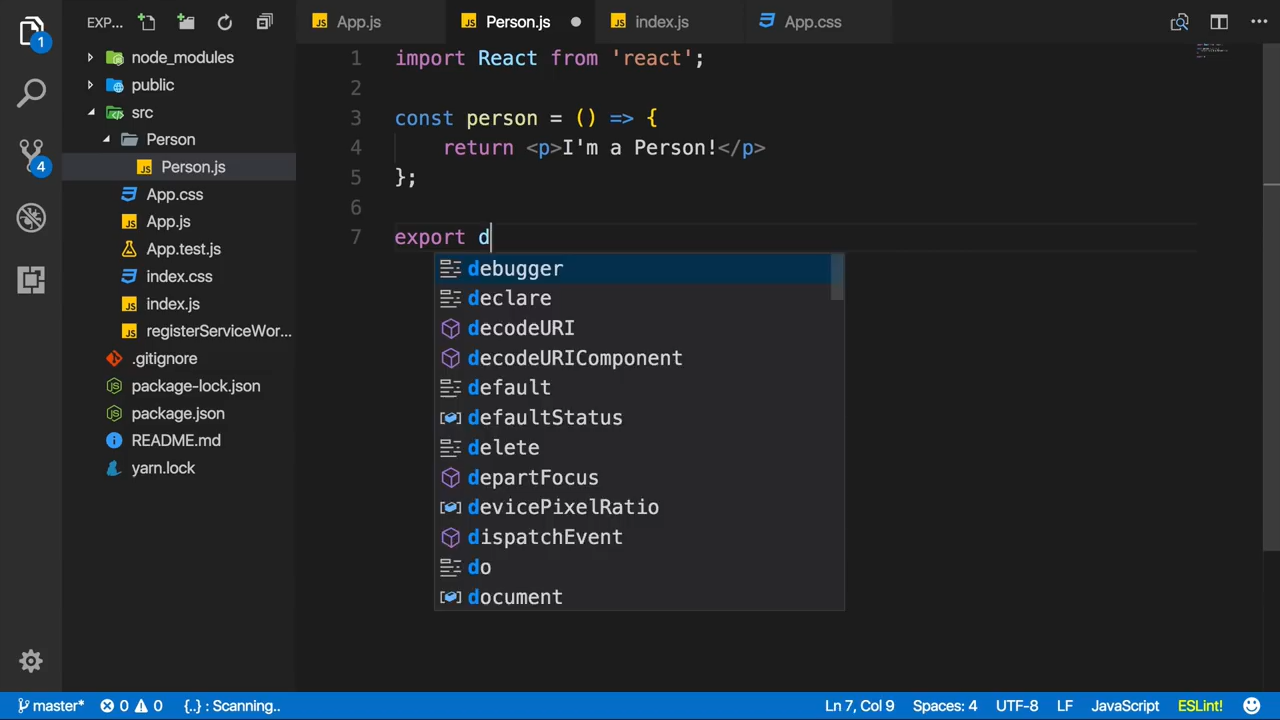 EXP...
App.js
Person.js
index.js
App.css
1
4
node_modules
public
src
Person
Person.js
App.css
App.js
App.test.js
index.css
index.js
registerServiceWor...
.gitignore
package-lock.json
package.json
README.md
yarn.lock
1 import React from 'react';
2
3 const person = () => {
4 return <p>I'm a Person!</p>
5 };
6
7 export d
debugger
declare
decodeURI
decodeURIComponent
default
defaultStatus
delete
departFocus
devicePixelRatio
dispatchEvent
do
document
master* 0 0 {..} : Scanning.. Ln 7, Col 9 Spaces: 4 UTF-8 LF JavaScript ESLint!